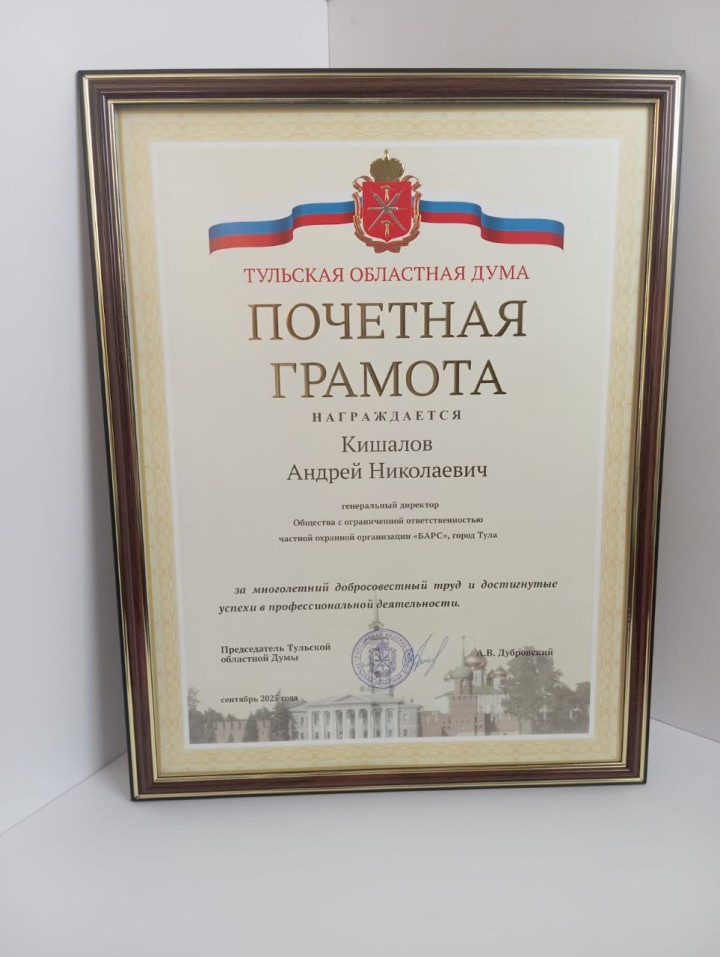 ТУЛЬСКАЯ ОБЛАСТНАЯ ДУМА
ПОЧЕТНАЯ
ГРАМОТА
НАГРАЖДАЕТСЯ
Кишалов
Андрей Николаевич
генеральный директор
Общества с ограниченной ответственностью
частной охранной организации «БАРС», город Тула
за многолетний добросовестный труд и достигнутые
успехи в профессиональной деятельности.
Председатель Тульской
областной Думы
А.В. Дубровский
сентябрь 2025 года